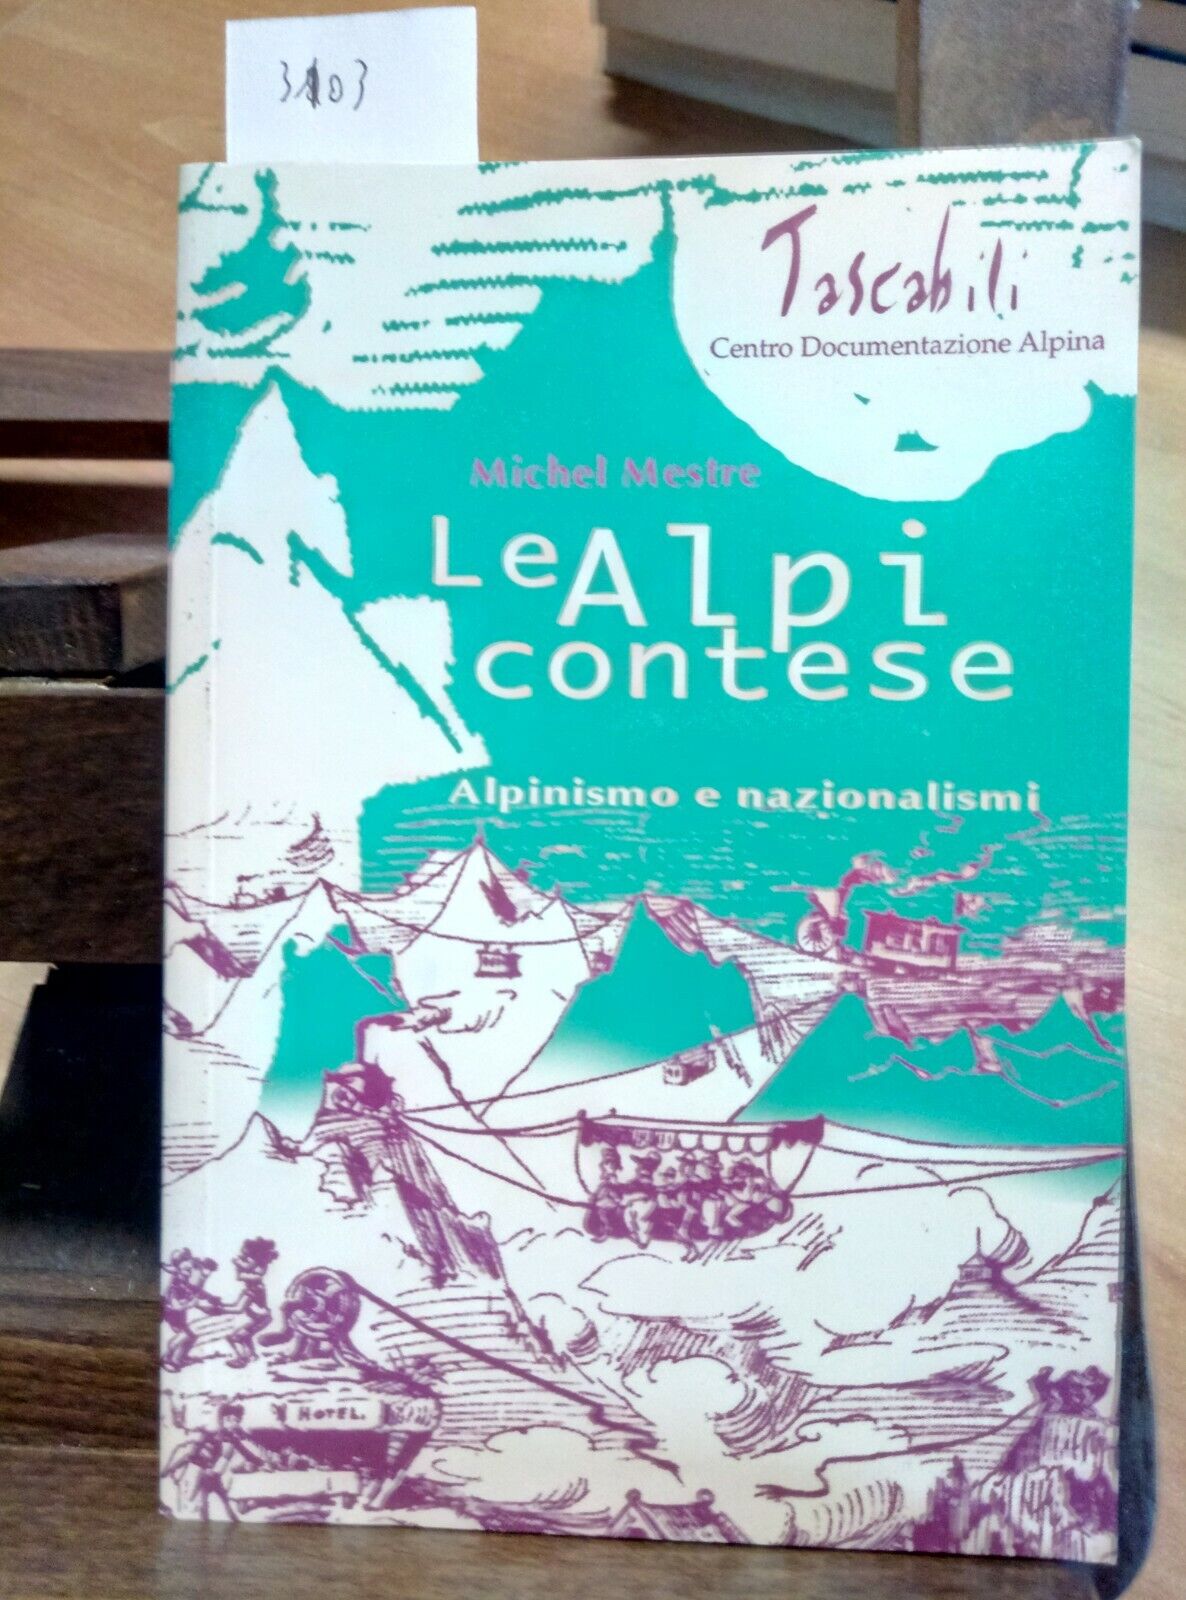 3103
Tascabili
Centro Documentazione Alpina
Michel Mestre
Le Alpi
contese
Alpinismo e nazionalismi
HOTEL.